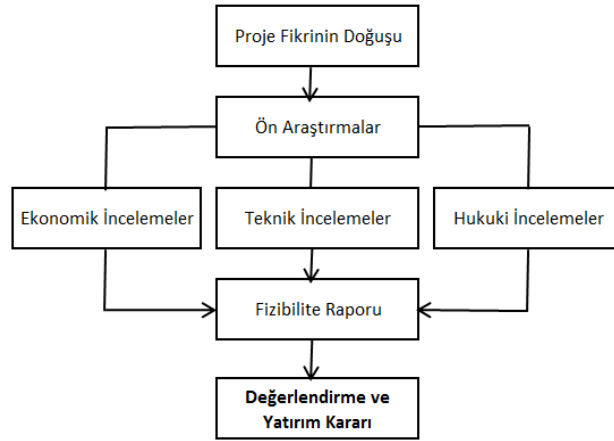 Proje Fikrinin Doğuşu
Ön Araştırmalar
Ekonomik İncelemeler
Teknik İncelemeler
Hukuki İncelemeler
Fizibilite Raporu
Değerlendirme ve
Yatırım Kararı